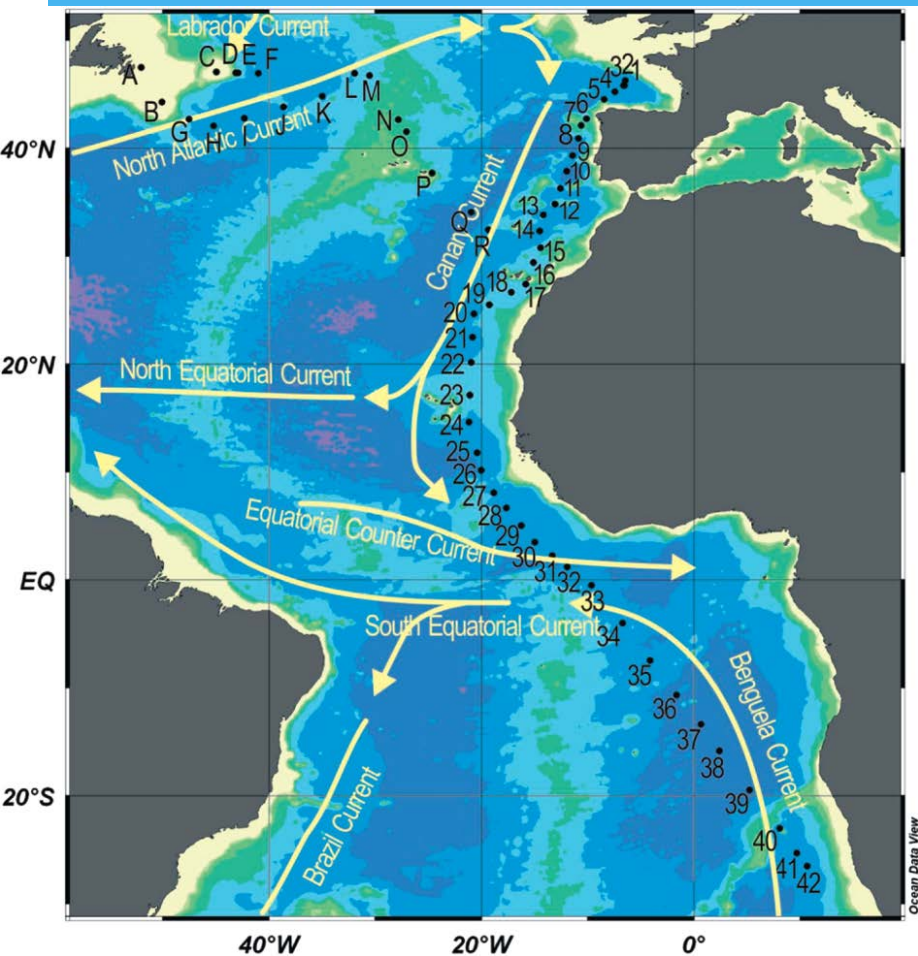 Labrador Current
C D E F
A
L M
B
K
G
H I J
North Atlantic Current
N
O
P
Q
R
Canary Current
32 1
5 4
7 6
8
9
10
11
13 12
14
15
16
18 17
19
20
21
22
23
24
25
26
27
28
29
30
31
32
33
34
35
36
37
38
39
40
41
42
North Equatorial Current
Equatorial Counter Current
South Equatorial Current
Benguela Current
Brazil Current
40°N
20°N
EQ
20°S
40°W 20°W 0°
Ocean Data View